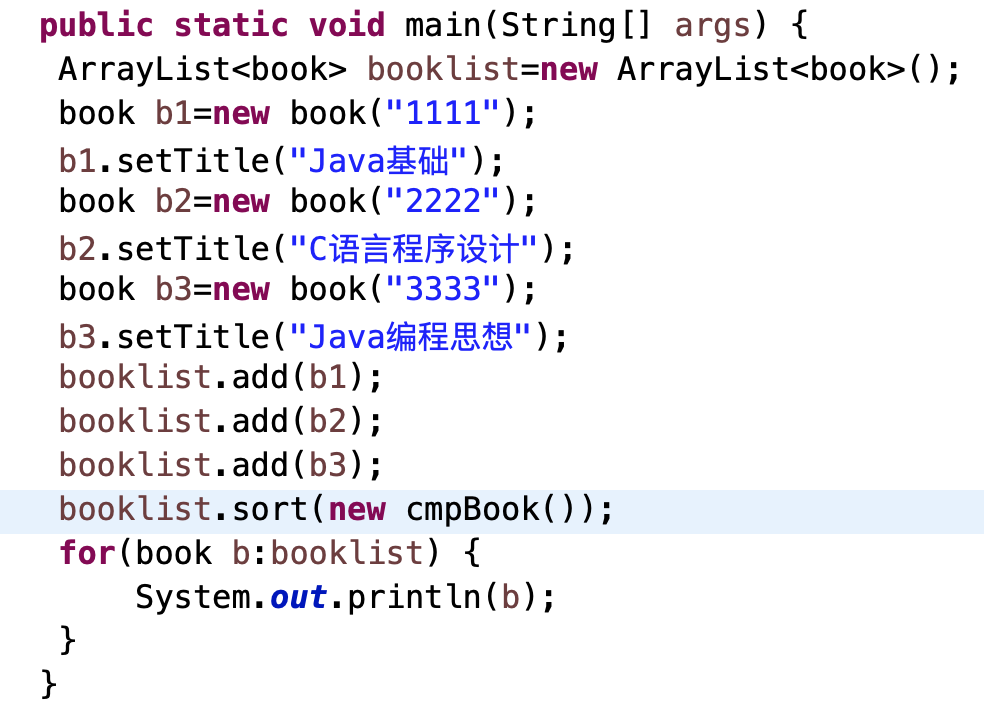 public static void main(String[] args) {
ArrayList<book> booklist=new ArrayList<book>();
book b1=new book("1111");
b1.setTitle("Java基础");
book b2=new book("2222");
b2.setTitle("C语言程序设计");
book b3=new book("3333");
b3.setTitle("Java编程思想");
booklist.add(b1);
booklist.add(b2);
booklist.add(b3);
booklist.sort(new cmpBook());
for(book b:booklist) {
System.out.println(b);
}
}